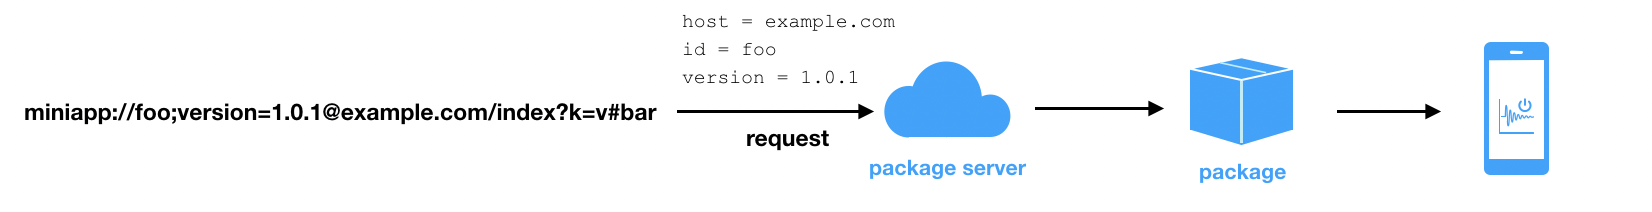 host = example.com
id = foo
version = 1.0.1
miniapp://foo;version=1.0.1@example.com/index?k=v#bar
request
package server
package